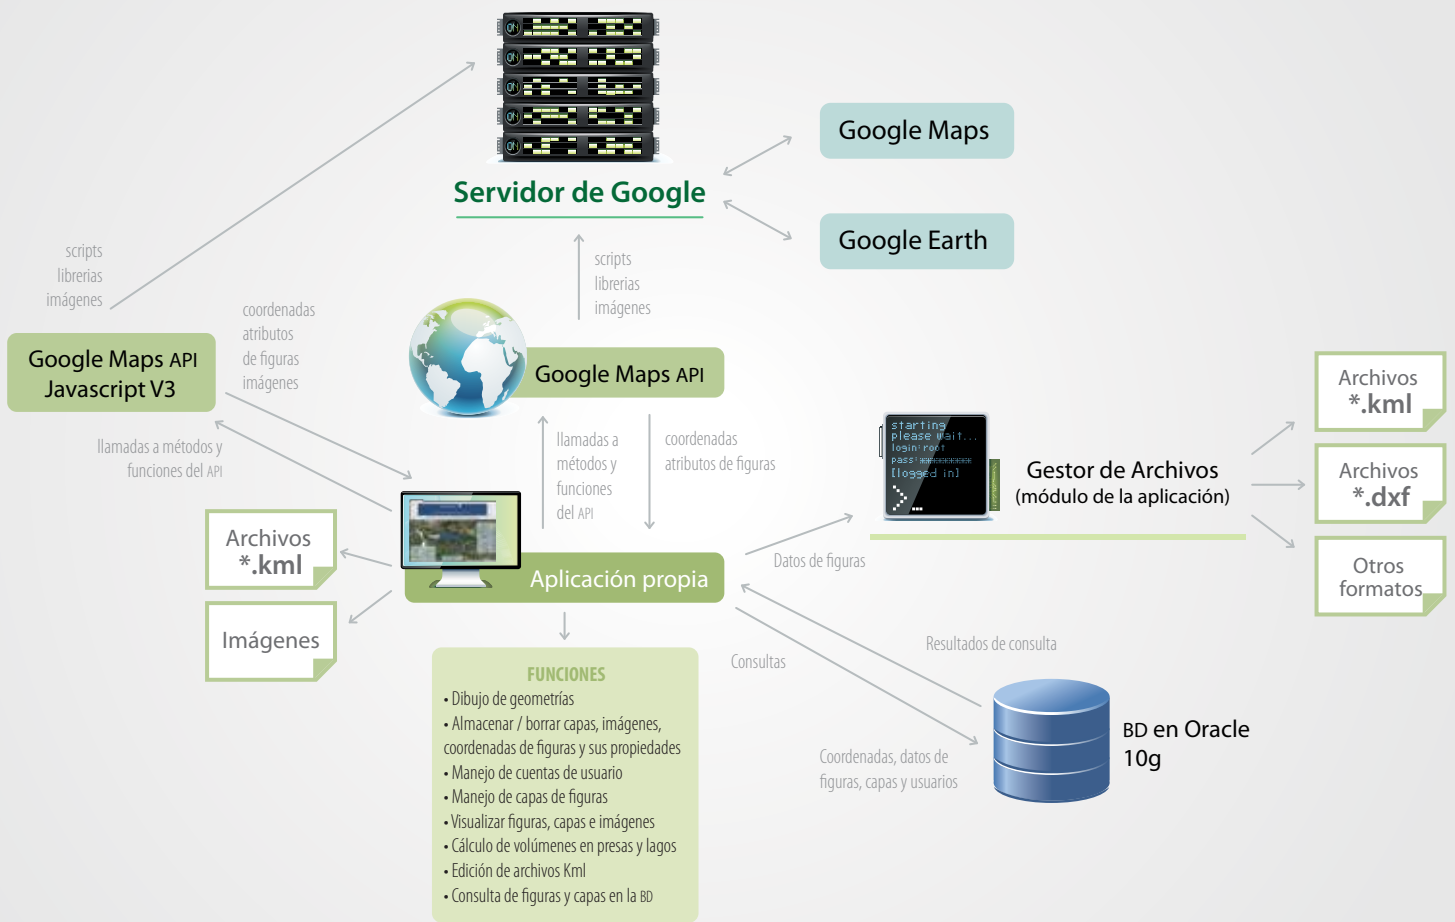 ON
ON
ON
ON
ON
Servidor de Google
Google Maps
Google Earth
scripts
librerias
imágenes
scripts
librerias
imágenes
coordenadas
atributos
de figuras
imágenes
Google Maps API
Javascript V3
Google Maps API
llamadas a métodos y
funciones del API
llamadas a
métodos y
funciones
del API
coordenadas
atributos de figuras
starting
please wait...
login:root
pass:
[logged in]
Gestor de Archivos
(módulo de la aplicación)
Archivos
*.kml
Archivos
*.dxf
Otros
formatos
Archivos
*.kml
Imágenes
Aplicación propia
Datos de figuras
Consultas
Resultados de consulta
Coordenadas, datos de
figuras, capas y usuarios
BD en Oracle
10g
FUNCIONES
• Dibujo de geometrías
• Almacenar / borrar capas, imágenes,
coordenadas de figuras y sus propiedades
• Manejo de cuentas de usuario
• Manejo de capas de figuras
• Visualizar figuras, capas e imágenes
• Cálculo de volúmenes en presas y lagos
• Edición de archivos Kml
• Consulta de figuras y capas en la BD